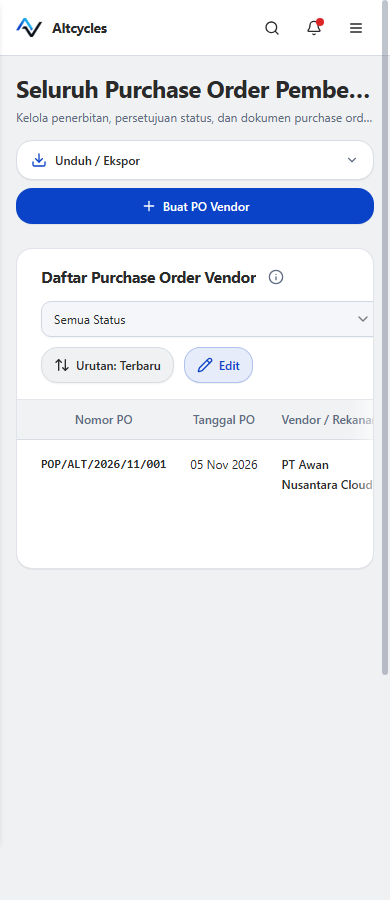 Altcycles
Seluruh Purchase Order Pembe...
Kelola penerbitan, persetujuan status, dan dokumen purchase ord...
Unduh / Ekspor
Buat PO Vendor
Daftar Purchase Order Vendor
Semua Status
Urutan: Terbaru
Edit
Nomor PO Tanggal PO Vendor / Rekana
POP/ALT/2026/11/001 05 Nov 2026 PT Awan
Nusantara Cloud